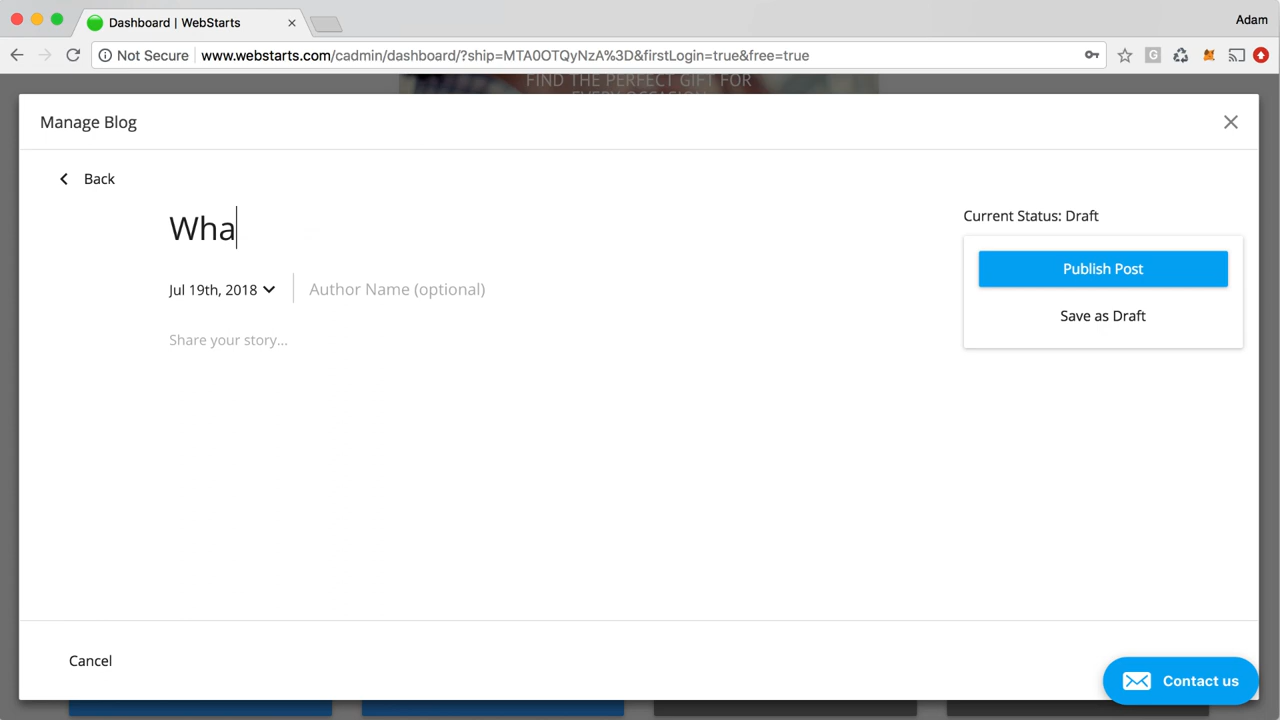 Dashboard | WebStarts
Adam
Not Secure
www.webstarts.com/cadmin/dashboard/?ship=MTA0OTQyNzA%3D&firstLogin=true&free=true
FIND THE PERFECT GIFT FOR
EVERY OCCASION
Manage Blog
Back
Wha
Current Status: Draft
Publish Post
Jul 19th, 2018
Author Name (optional)
Save as Draft
Share your story...
Cancel
Contact us